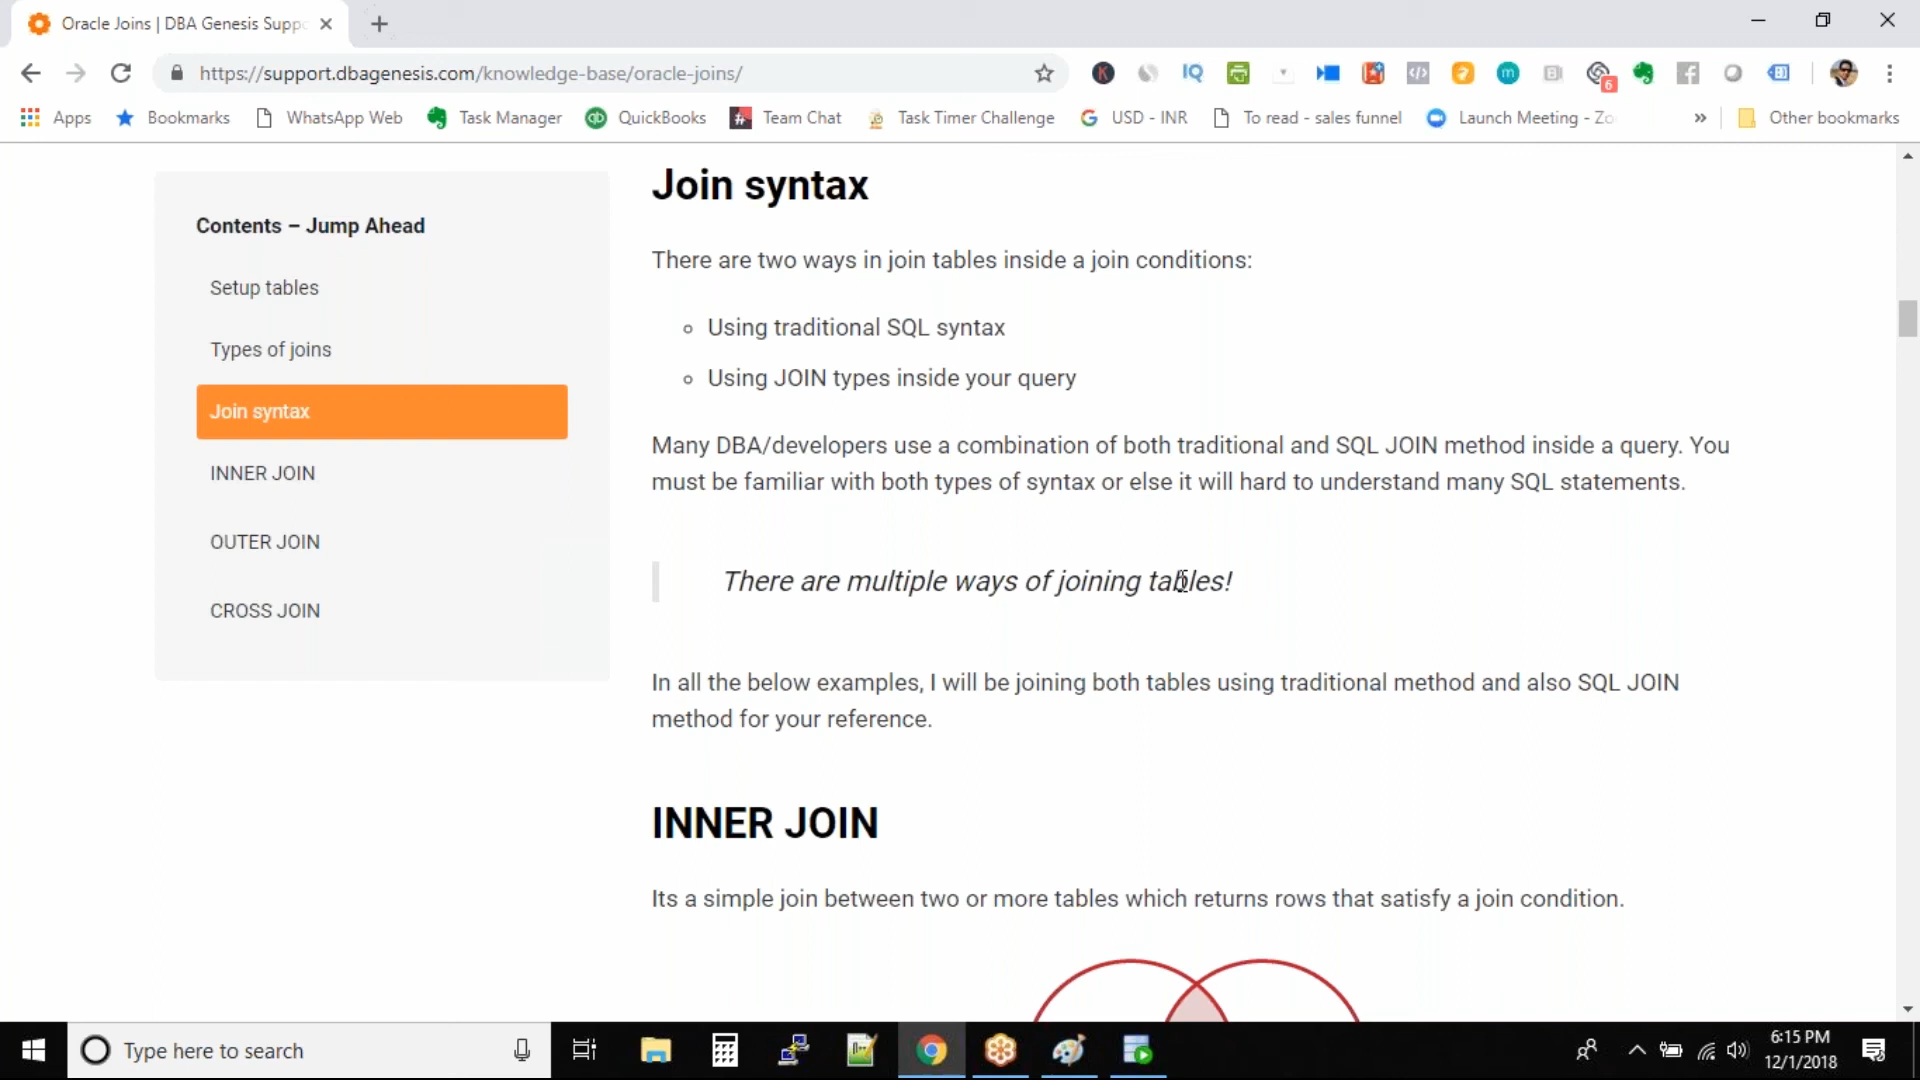 Oracle Joins | DBA Genesis Suppo
https://support.dbagenesis.com/knowledge-base/oracle-joins/
Apps
Bookmarks
WhatsApp Web
Task Manager
QuickBooks
Team Chat
Task Timer Challenge
USD - INR
To read - sales funnel
Launch Meeting - Zo
Other bookmarks
Contents – Jump Ahead
Setup tables
Types of joins
Join syntax
INNER JOIN
OUTER JOIN
CROSS JOIN
Join syntax
There are two ways in join tables inside a join conditions:
Using traditional SQL syntax
Using JOIN types inside your query
Many DBA/developers use a combination of both traditional and SQL JOIN method inside a query. You
must be familiar with both types of syntax or else it will hard to understand many SQL statements.
There are multiple ways of joining tables!
In all the below examples, I will be joining both tables using traditional method and also SQL JOIN
method for your reference.
INNER JOIN
Its a simple join between two or more tables which returns rows that satisfy a join condition.
Type here to search
6:15 PM
12/1/2018